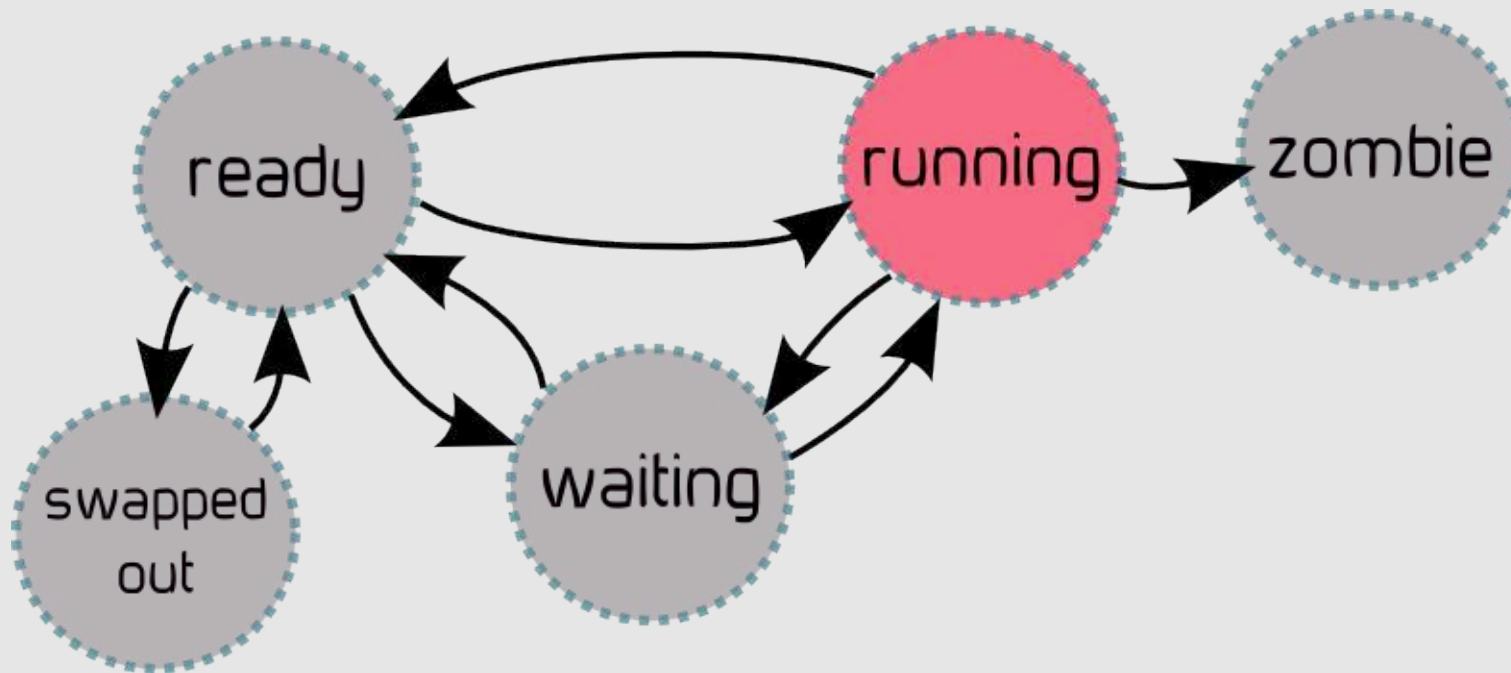 ready
running
zombie
swapped
out
waiting